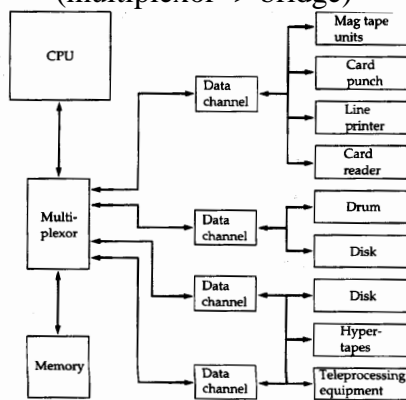 (multiplexor → bridge)
CPU
Multi-
plexor
Memory
Data
channel
Data
channel
Data
channel
Data
channel
Mag tape
units
Card
punch
Line
printer
Card
reader
Drum
Disk
Disk
Hyper-
tapes
Teleprocessing
equipment